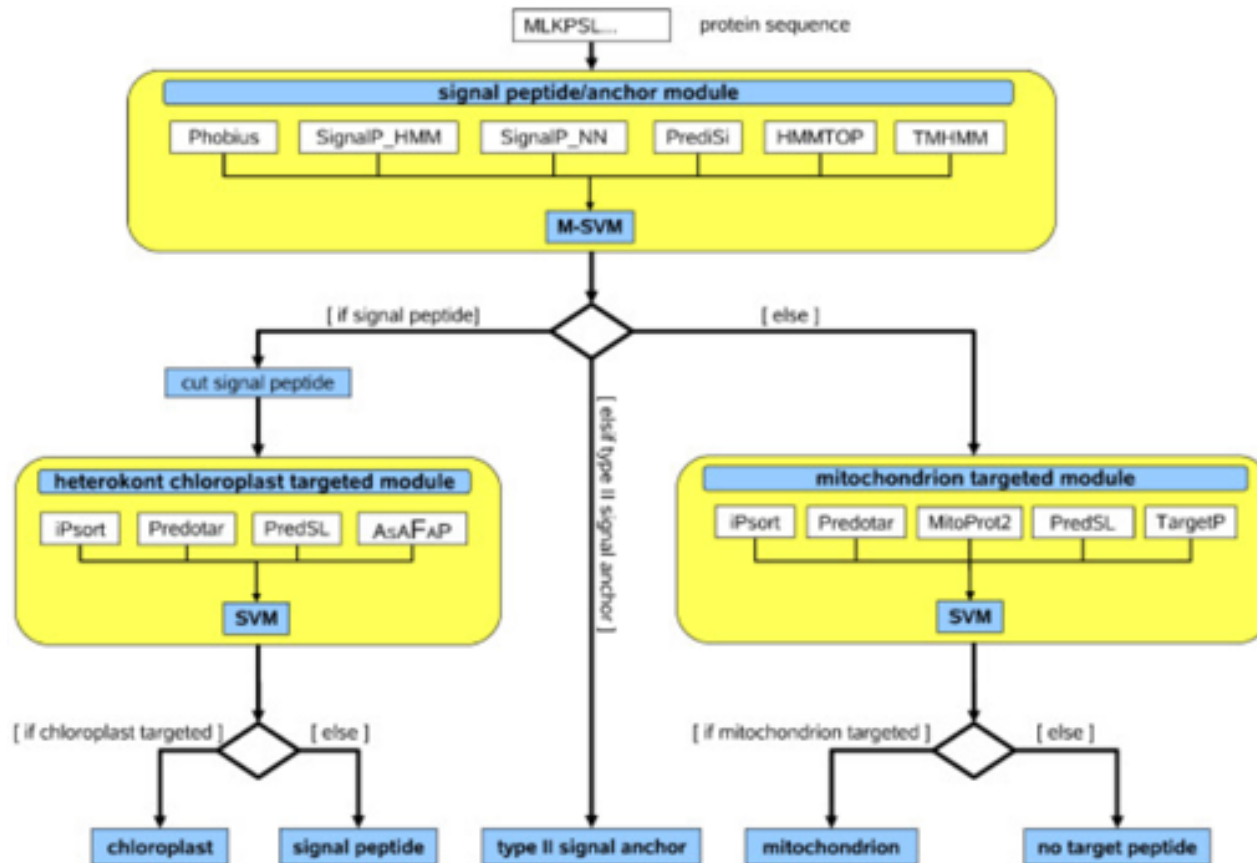 MLKPSL... protein sequence
signal peptide/anchor module
Phobius SignalP_HMM SignalP_NN PrediSi HMMTOP TMHMM
M-SVM
[ if signal peptide] [ else ]
cut signal peptide
[ elsif type II signal anchor ]
heterokont chloroplast targeted module mitochondrion targeted module
iPsort Predotar PredSL ASAFAP iPsort Predotar MitoProt2 PredSL TargetP
SVM SVM
[ if chloroplast targeted ] [ else ] [ if mitochondrion targeted ] [ else ]
chloroplast signal peptide type II signal anchor mitochondrion no target peptide